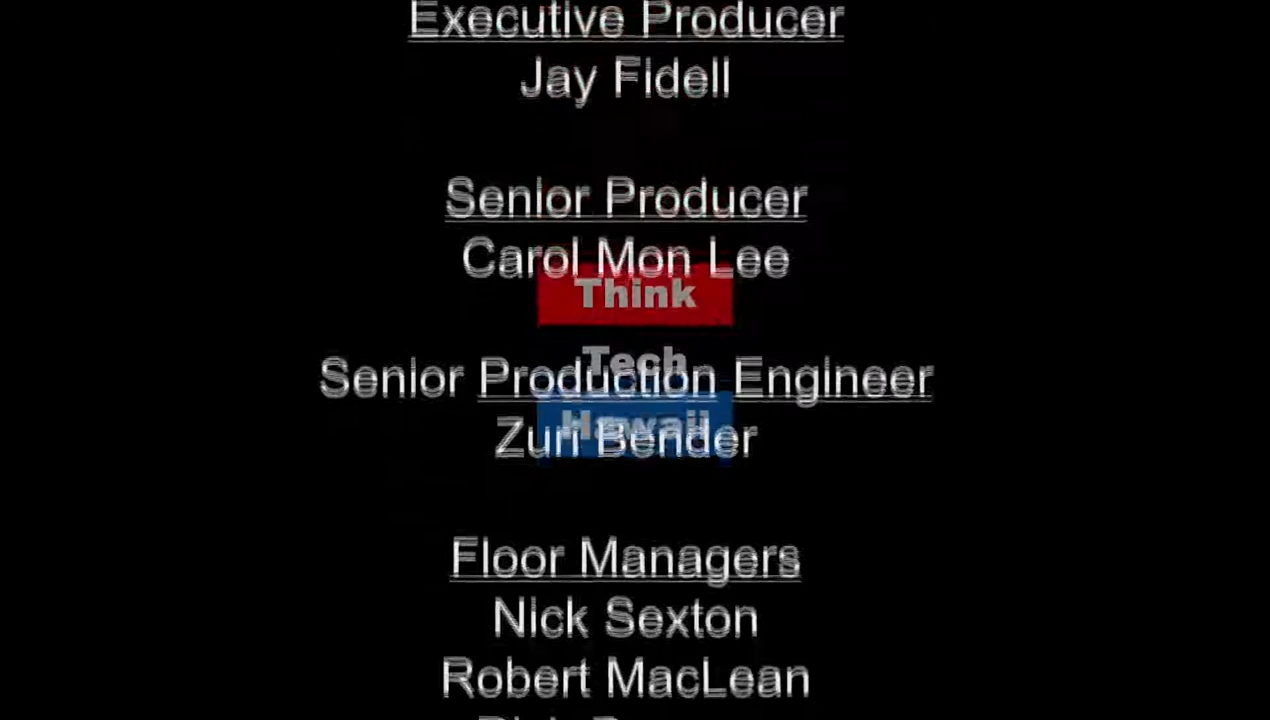 Executive Producer
Jay Fidell
Senior Producer
Carol Mon Lee
Think
Tech
Senior Production Engineer
Hawaii
Zuri Bender
Floor Managers
Nick Sexton
Robert MacLean